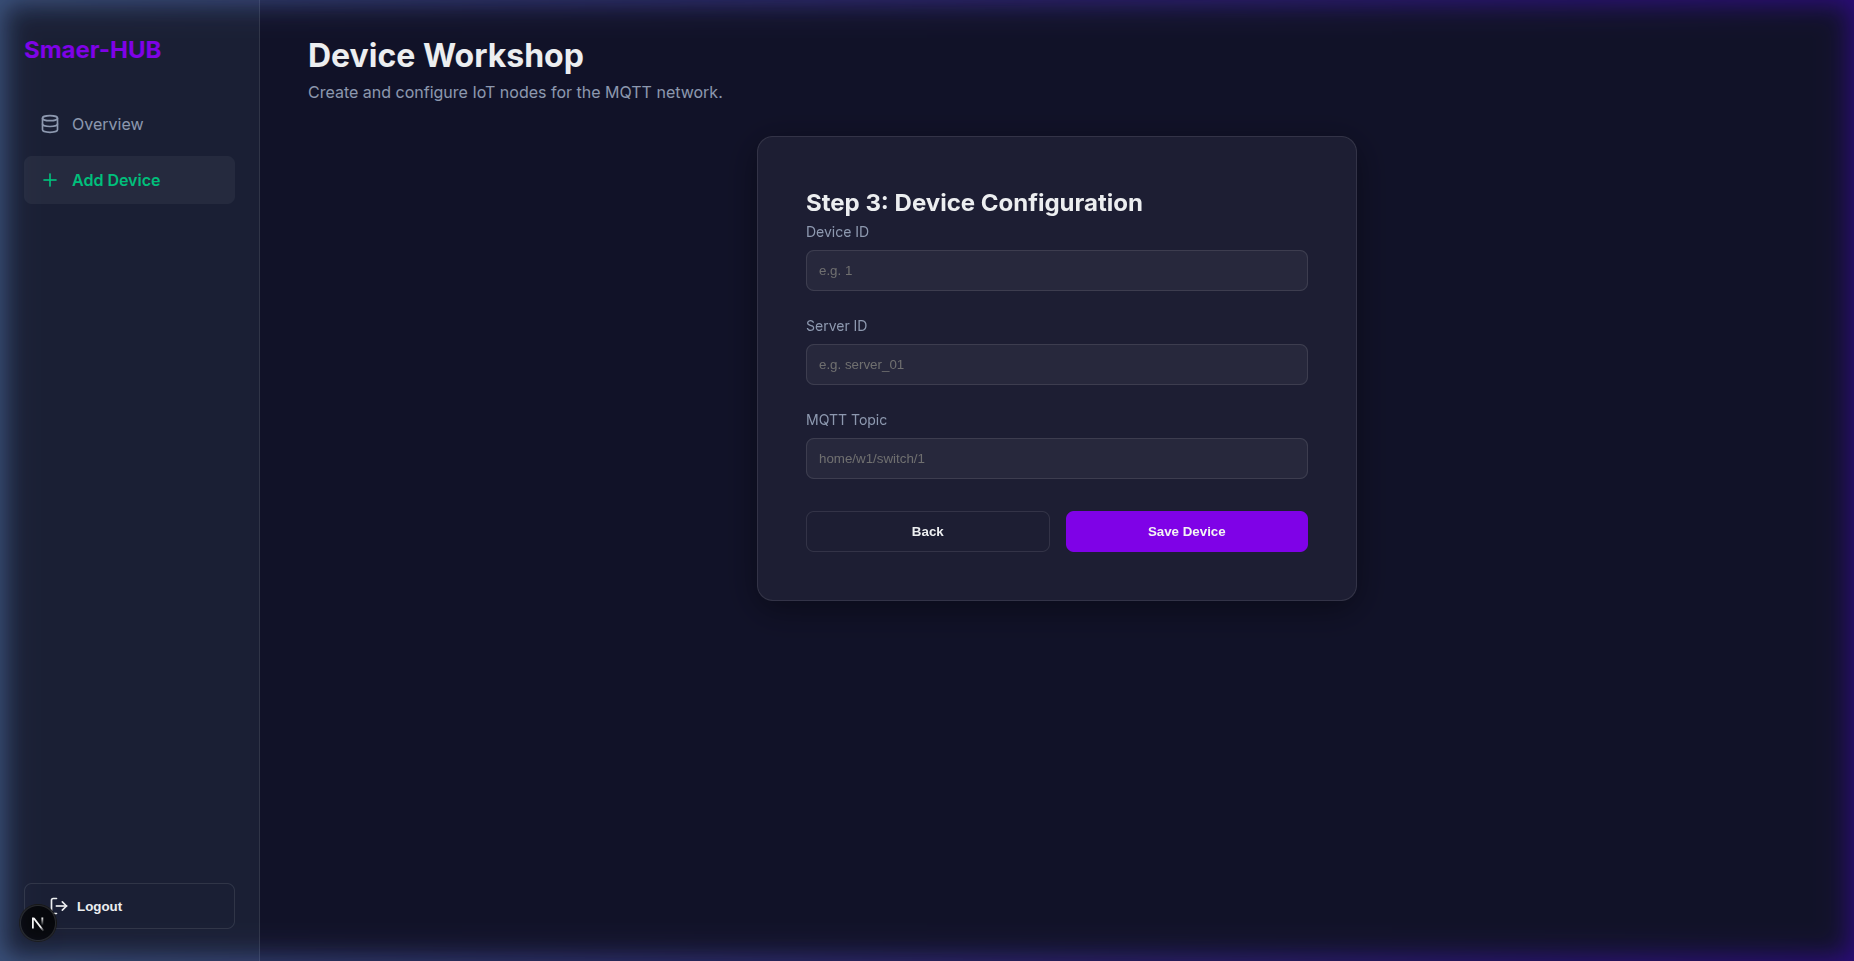 Smaer-HUB
Overview
Add Device
Logout
N
Device Workshop
Create and configure IoT nodes for the MQTT network.
Step 3: Device Configuration
Device ID
e.g. 1
Server ID
e.g. server_01
MQTT Topic
home/w1/switch/1
Back
Save Device